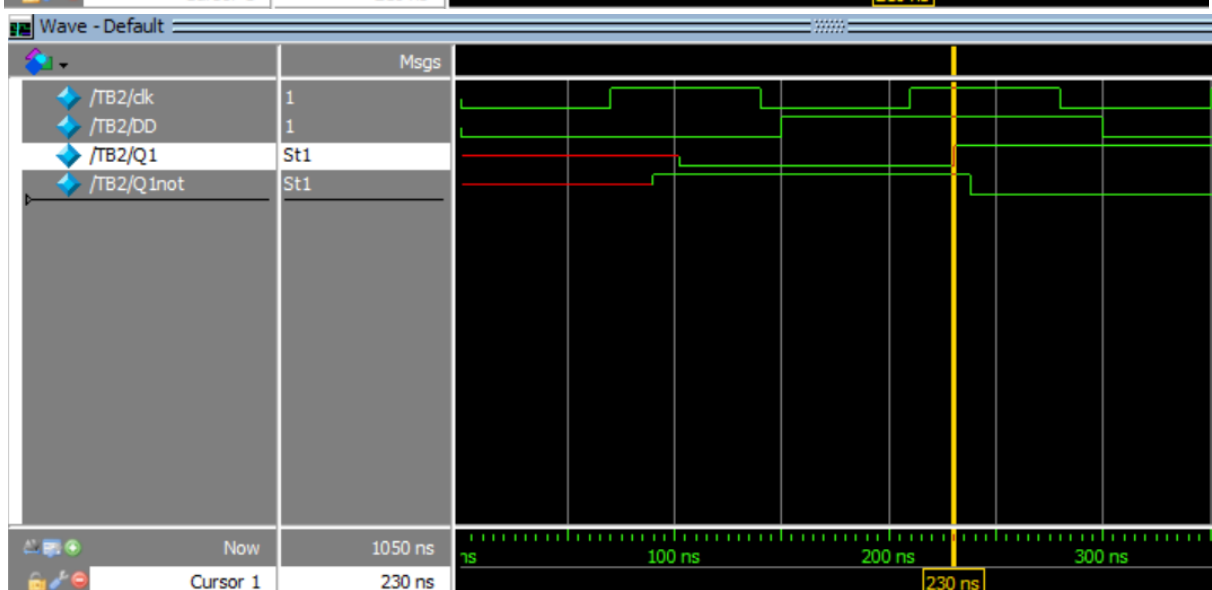 Wave - Default
Msgs
/TB2/clk 1
/TB2/DD 1
/TB2/Q1 St1
/TB2/Q1not St1
Now 1050 ns ns 100 ns 200 ns 300 ns
Cursor 1 230 ns 230 ns